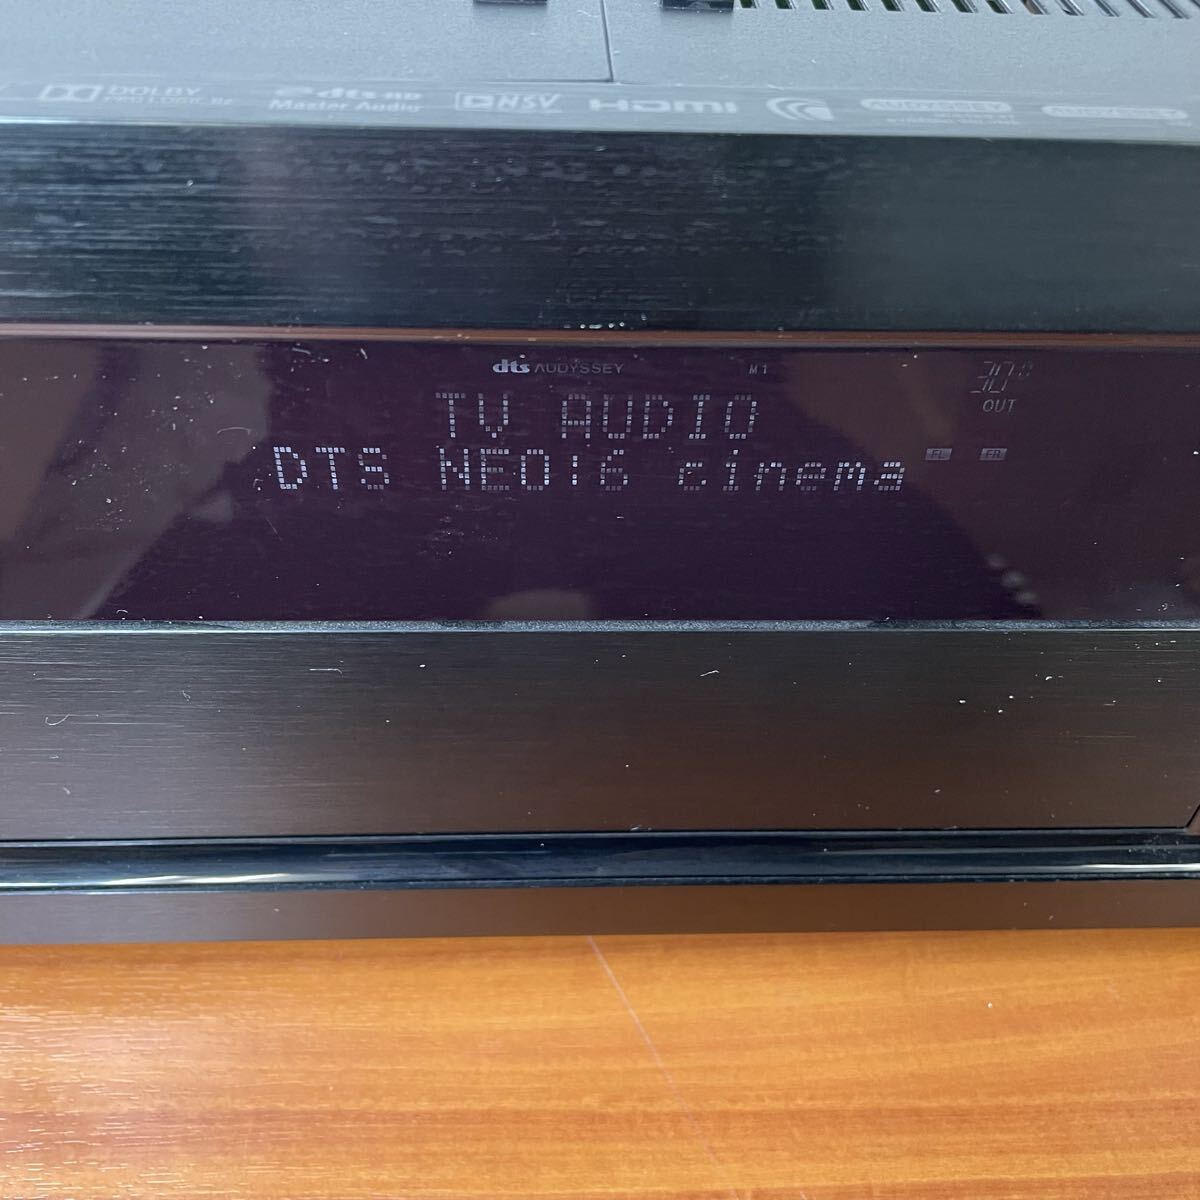 DOLBY
PRO LOGIC IIz
dts-HD
Master Audio
NSV
HDMI
AUDYSSEY
AUDYSSEY
dts AUDYSSEY M1
TV AUDIO
OUT
DTS NEO:6 cinema
FL FR